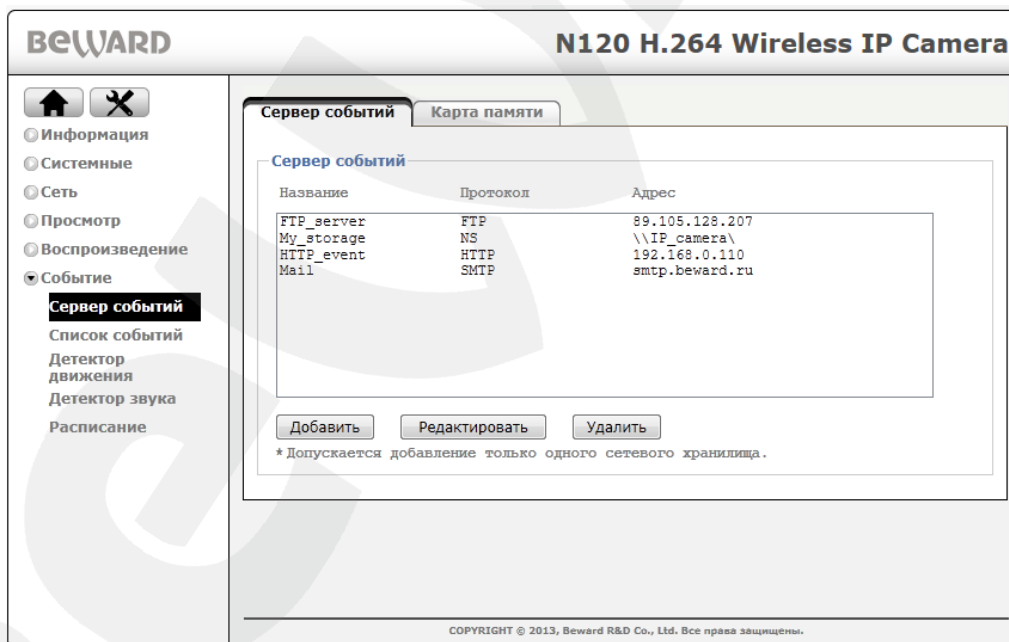 BEWARD
N120 H.264 Wireless IP Camera
Информация
Системные
Сеть
Просмотр
Воспроизведение
Событие
Сервер событий
Список событий
Детектор
движения
Детектор звука
Расписание
Сервер событий Карта памяти
Сервер событий
Название Протокол Адрес
FTP_server FTP 89.105.128.207
My_storage NS \\IP_camera\
HTTP_event HTTP 192.168.0.110
Mail SMTP smtp.beward.ru
Добавить Редактировать Удалить
* Допускается добавление только одного сетевого хранилища.
COPYRIGHT © 2013, Beward R&D Co., Ltd. Все права защищены.